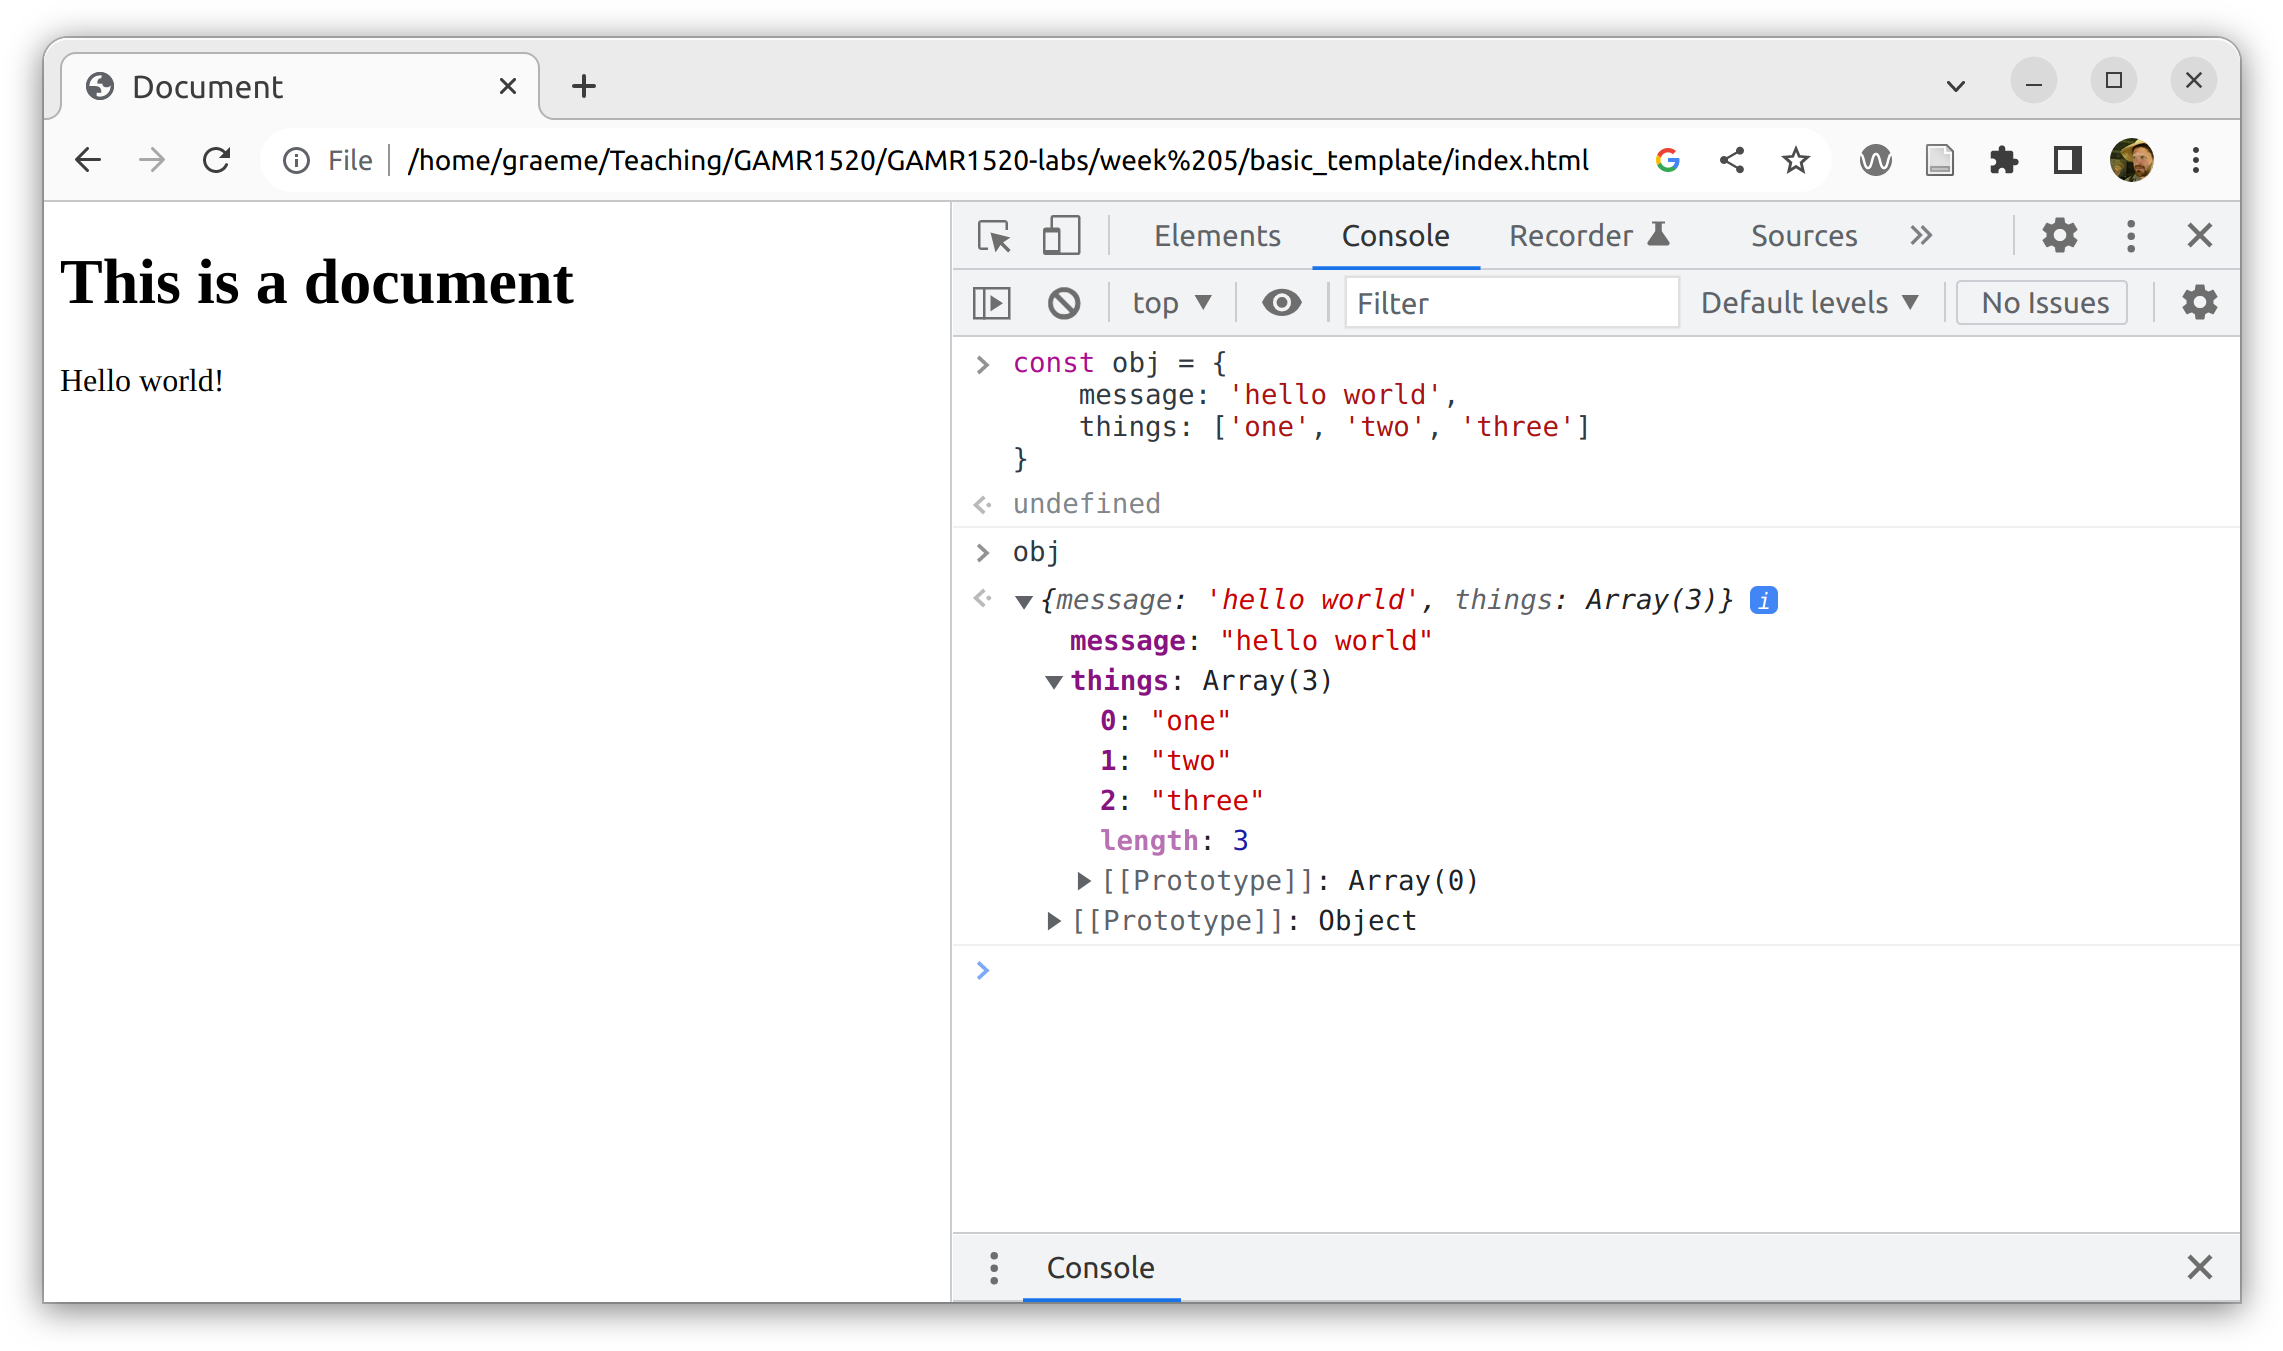 Document
File | /home/graeme/Teaching/GAMR1520/GAMR1520-labs/week%205/basic_template/index.html
This is a document
Hello world!
Elements Console Recorder Sources
top Filter Default levels No Issues
const obj = {
    message: 'hello world',
    things: ['one', 'two', 'three']
}
undefined
obj
{message: 'hello world', things: Array(3)} i
message: "hello world"
things: Array(3)
0: "one"
1: "two"
2: "three"
length: 3
[[Prototype]]: Array(0)
[[Prototype]]: Object
Console